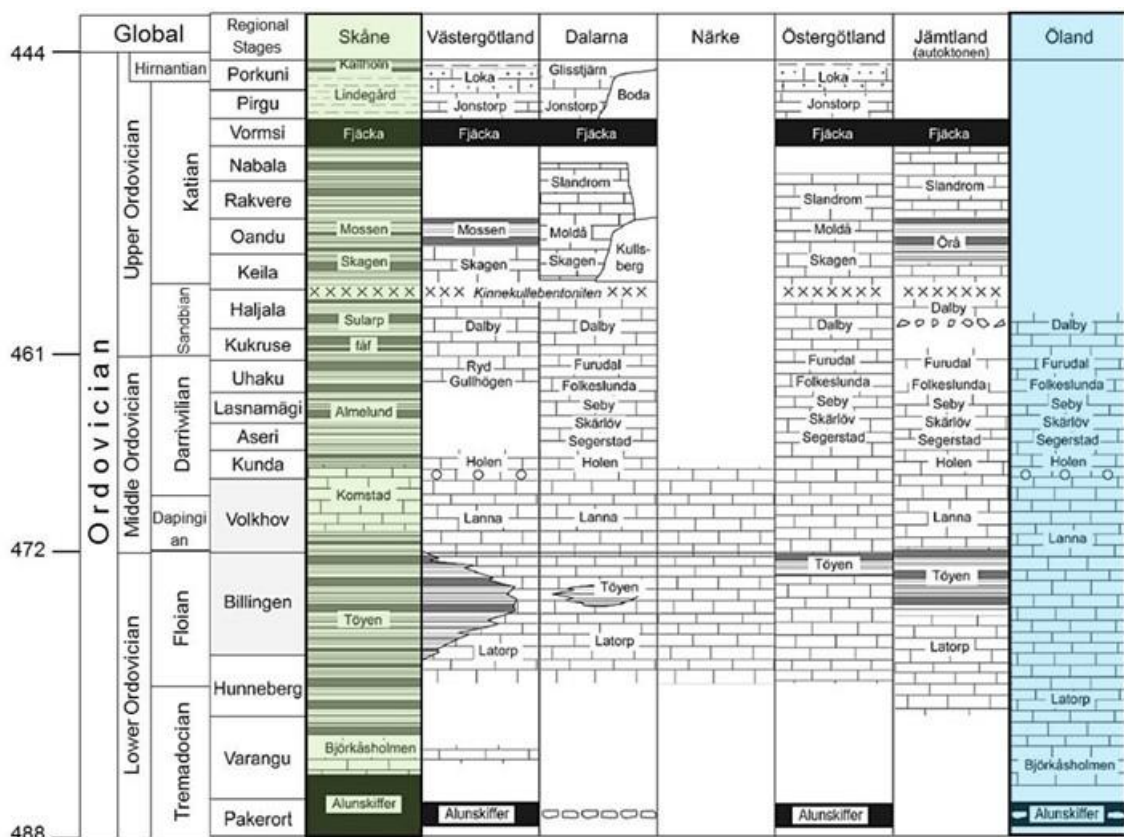 Global
Regional
Stages
Skåne
Västergötland
Dalarna
Närke
Östergötland
Jämtland
(autoktonen)
Öland
444
461
472
488
Ordovician
Upper Ordovician
Middle Ordovician
Lower Ordovician
Hirnantian
Katian
Sandbian
Darriwilian
Dapingi
an
Floian
Tremadocian
Porkuni
Pirgu
Vormsi
Nabala
Rakvere
Oandu
Keila
Haljala
Kukruse
Uhaku
Lasnamägi
Aseri
Kunda
Volkhov
Billingen
Hunneberg
Varangu
Pakerort
Kallholn
Lindegård
Fjäcka
Mossen
Skagen
Sularp
Almelund
Komstad
Töyen
Björkåsholmen
Alunskiffer
Loka
Jonstorp
Fjäcka
Mossen
Skagen
Kinnekullebentoniten
Dalby
Ryd
Gullhögen
Holen
Lanna
Latorp
Alunskiffer
Glisstjärn
Jonstorp
Boda
Fjäcka
Slandrom
Moldå
Skagen
Kulls-
berg
Dalby
Furudal
Folkeslunda
Seby
Skärlöv
Segerstad
Holen
Lanna
Töyen
Latorp
Loka
Jonstorp
Fjäcka
Slandrom
Moldå
Skagen
Dalby
Furudal
Folkeslunda
Seby
Skärlöv
Segerstad
Töyen
Alunskiffer
Fjäcka
Slandrom
Örå
Dalby
Furudal
Folkeslunda
Seby
Skärlöv
Segerstad
Holen
Lanna
Töyen
Latorp
Dalby
Furudal
Folkeslunda
Seby
Skärlöv
Segerstad
Holen
Lanna
Latorp
Björkåsholmen
Alunskiffer